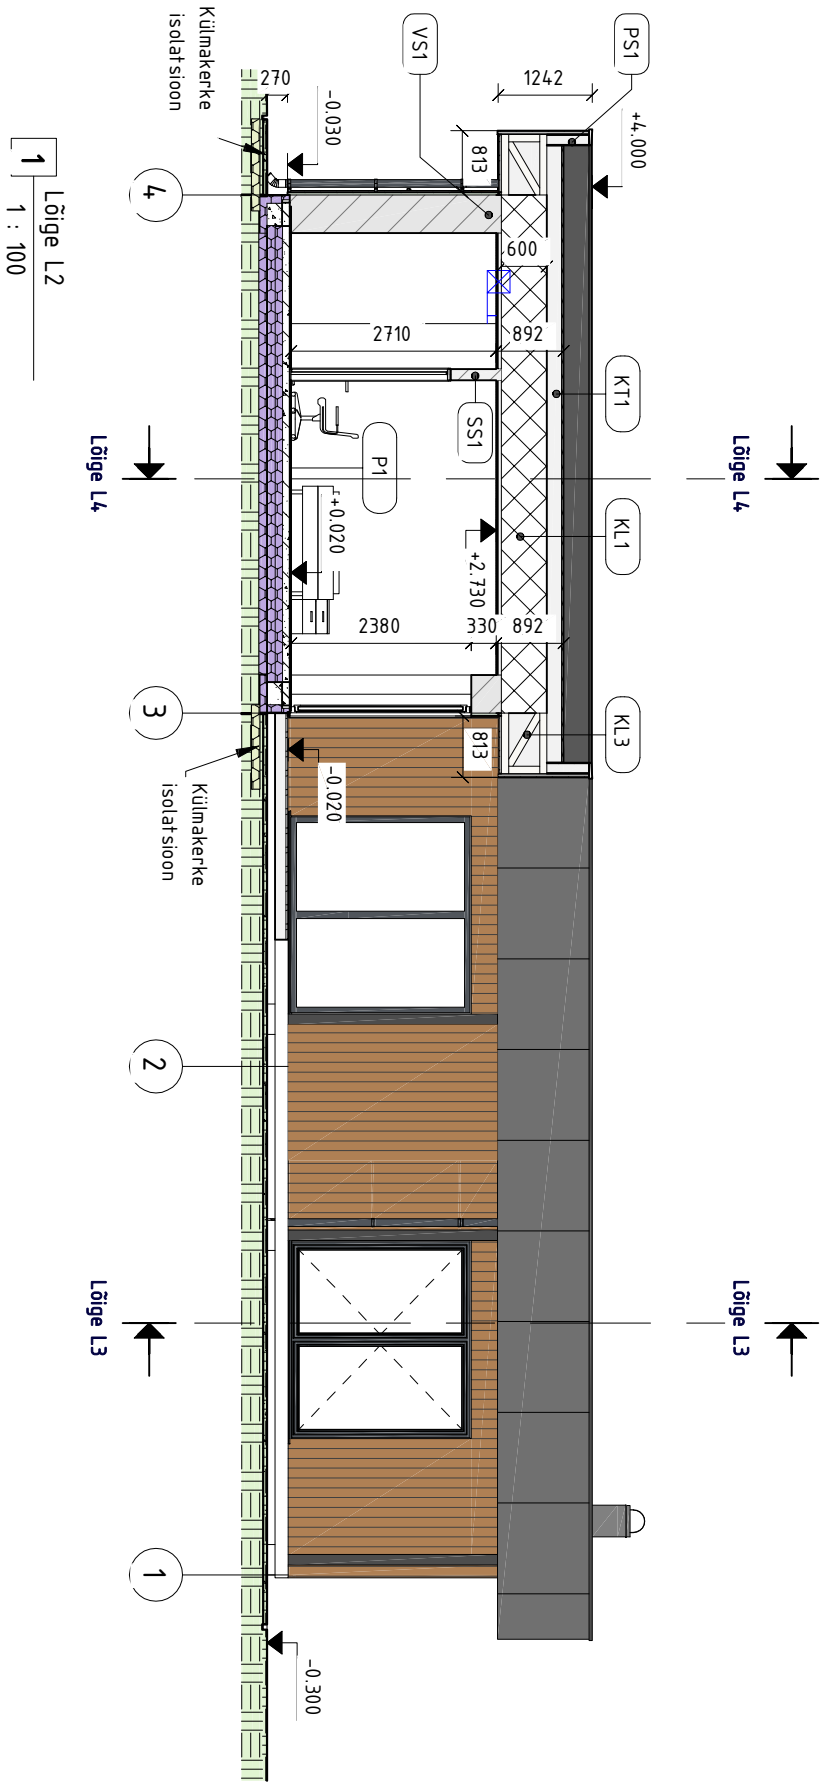 PS1
VS1
1242
+4.000
813
600
270
-0.030
Külmakerke
isolatsioon
4
2710
892
KT1
SS1
P1
Lõige L4
Lõige L4
KL1
+0.020
+2.730
2380
330
892
KL3
3
813
-0.020
Külmakerke
isolatsioon
2
Lõige L3
Lõige L3
1
-0.300
1
Lõige L2
1 : 100